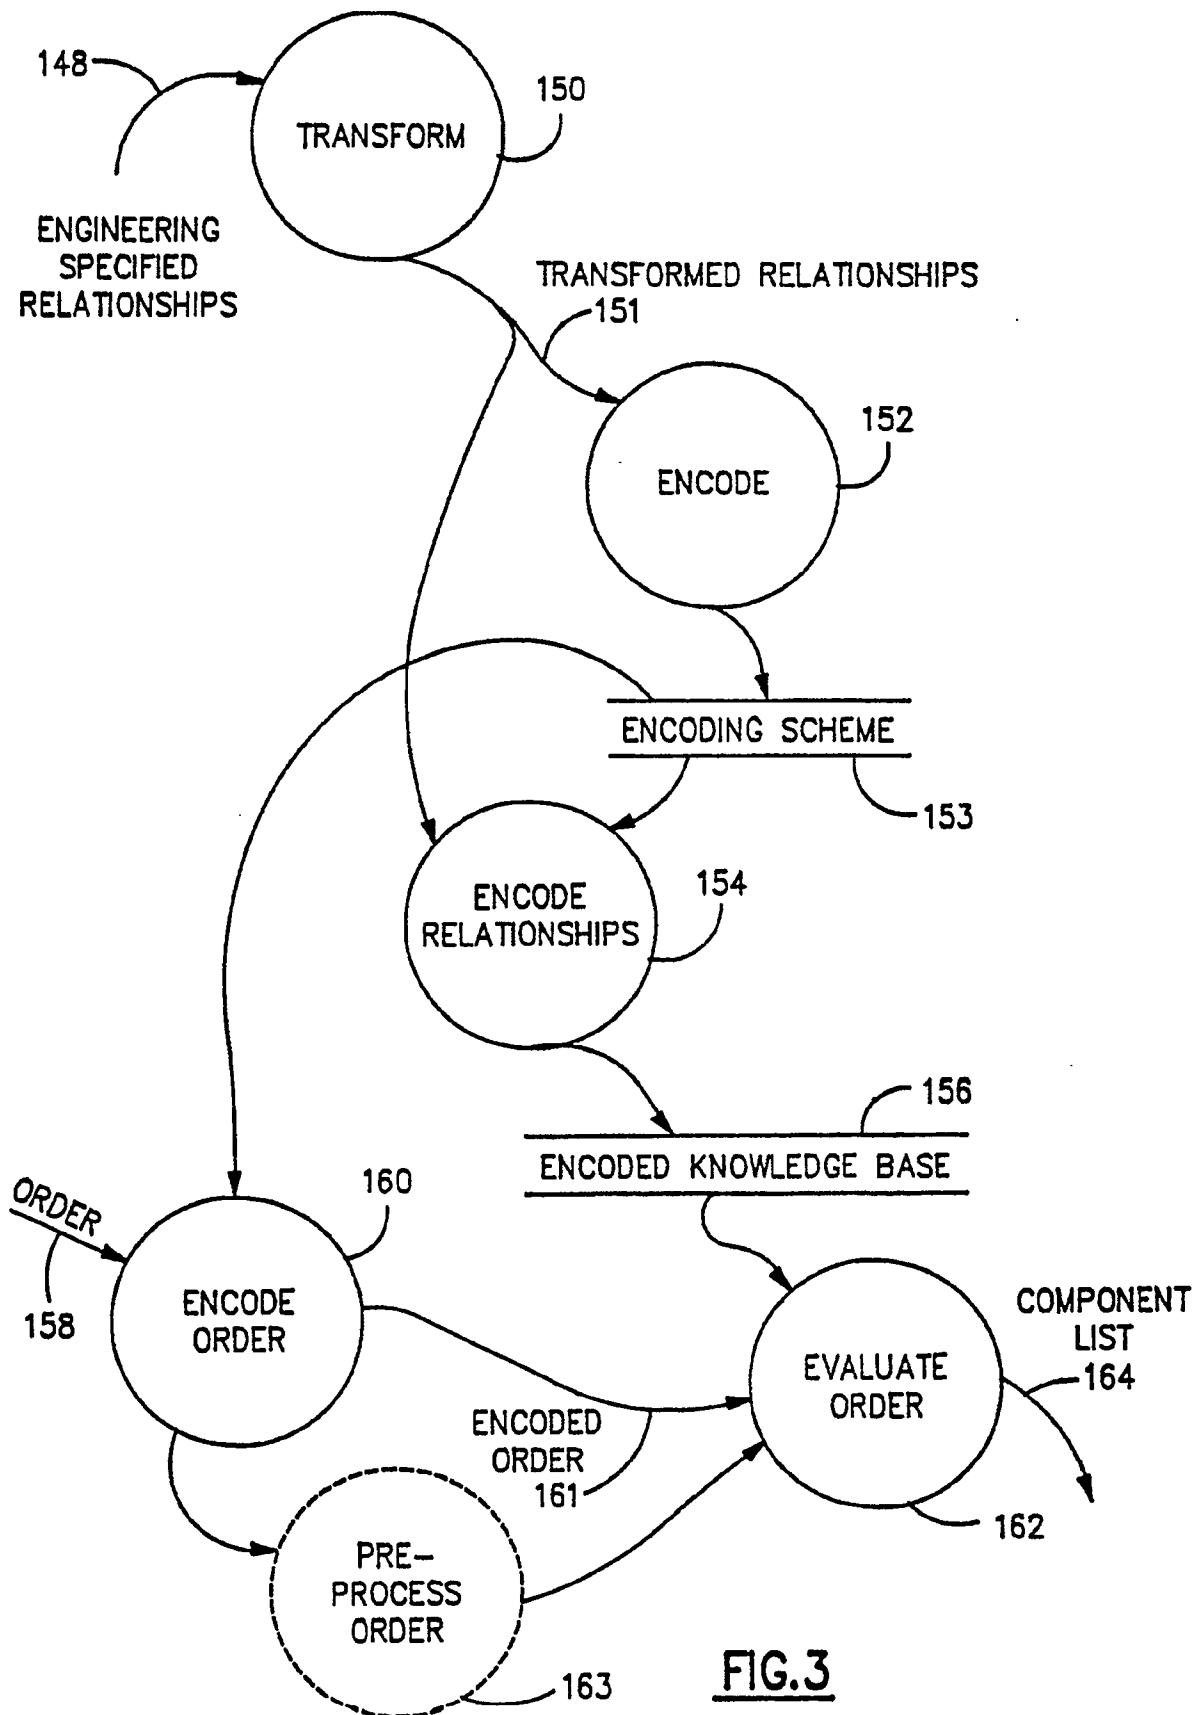 148
150
TRANSFORM
ENGINEERING
SPECIFIED
RELATIONSHIPS
TRANSFORMED RELATIONSHIPS
151
152
ENCODE
ENCODING SCHEME
153
ENCODE
RELATIONSHIPS
154
156
ENCODED KNOWLEDGE BASE
ORDER
158
160
ENCODE
ORDER
COMPONENT
LIST
164
EVALUATE
ORDER
ENCODED
ORDER
161
162
PRE-
PROCESS
ORDER
163
FIG.3